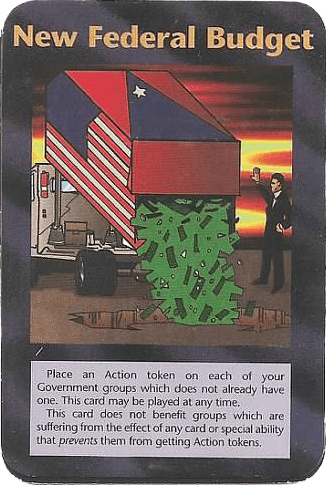 New Federal Budget
Place an Action token on each of your
Government groups which does not already have
one. This card may be played at any time.
This card does not benefit groups which are
suffering from the effect of any card or special ability
that prevents them from getting Action tokens.